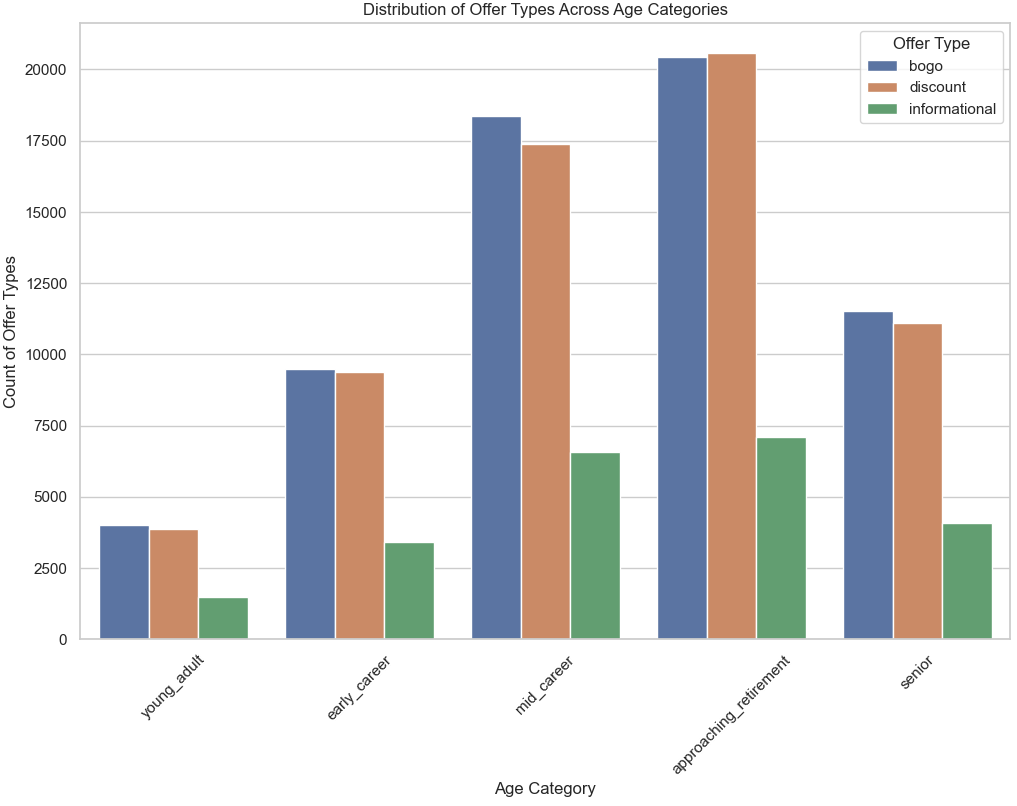 Distribution of Offer Types Across Age Categories
Offer Type
bogo
discount
informational
Count of Offer Types
20000
17500
15000
12500
10000
7500
5000
2500
0
young_adult
early_career
mid_career
approaching_retirement
senior
Age Category